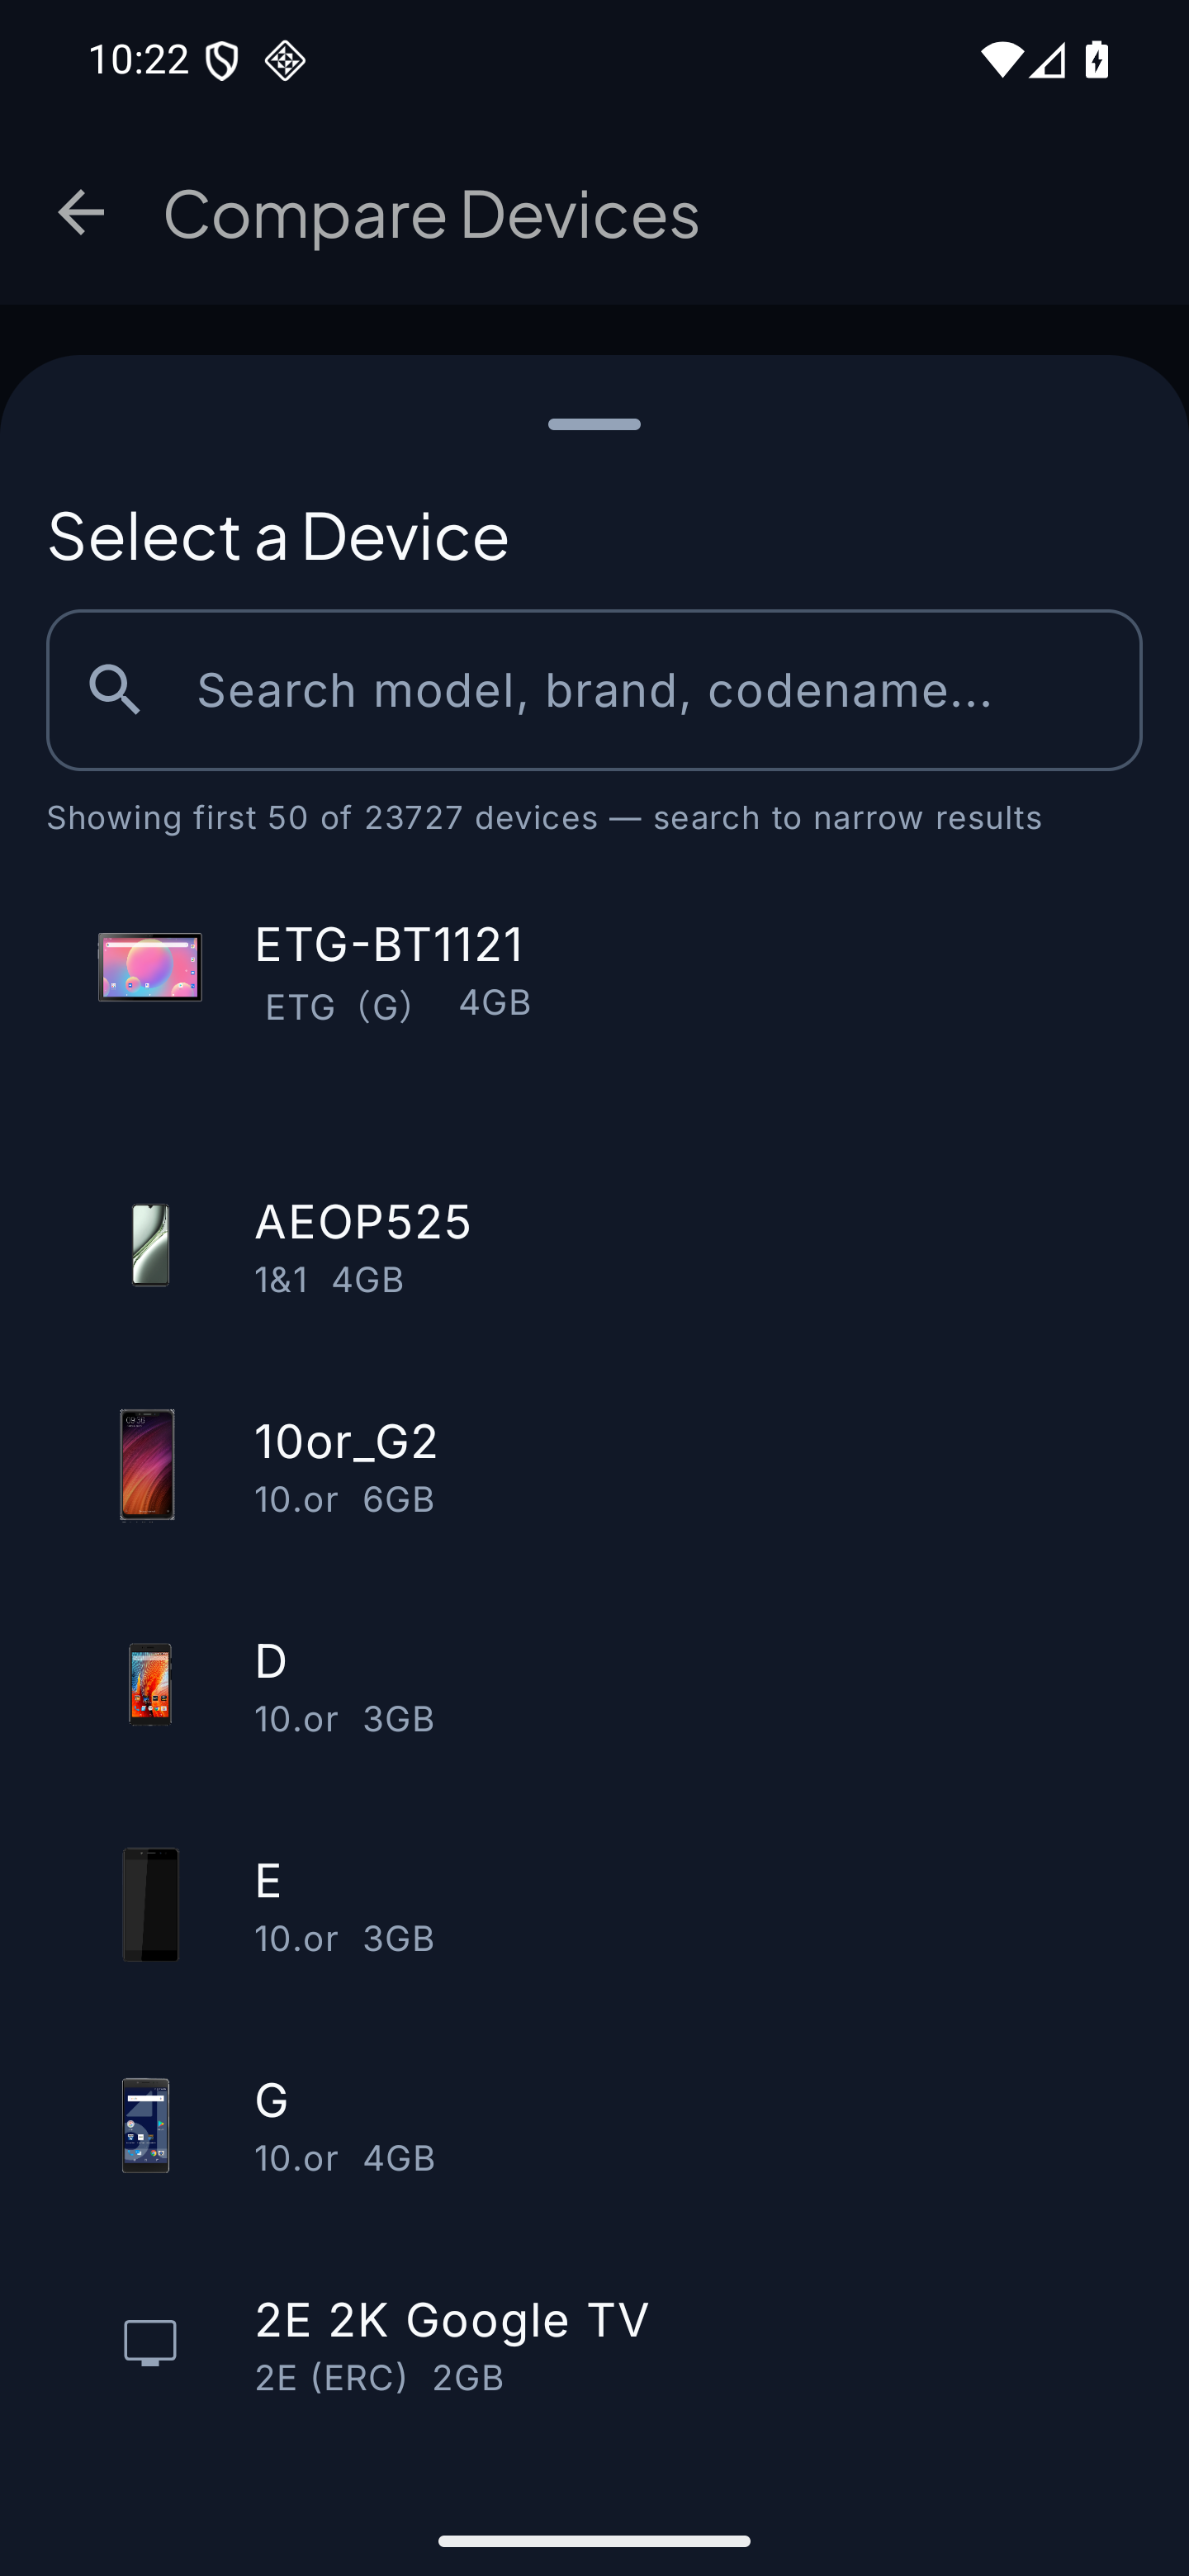 10:22
Compare Devices
Select a Device
Search model, brand, codename...
Showing first 50 of 23727 devices — search to narrow results
ETG-BT1121
ETG（G） 4GB
AEOP525
1&1 4GB
10or_G2
10.or 6GB
D
10.or 3GB
E
10.or 3GB
G
10.or 4GB
2E 2K Google TV
2E (ERC) 2GB